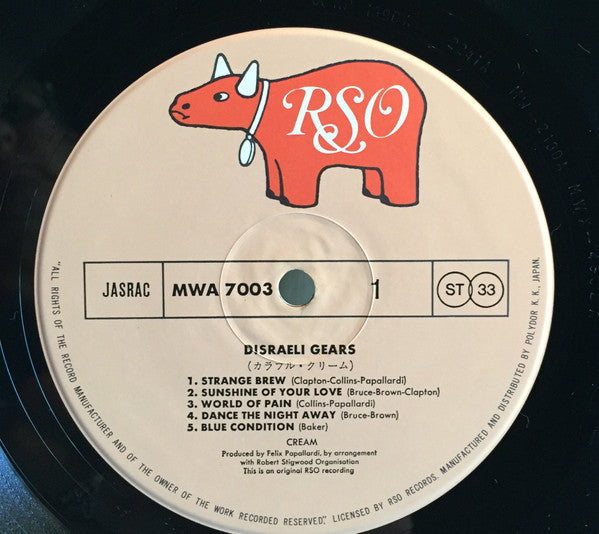 RSO
JASRAC
MWA 7003
1
ST 33
DISRAELI GEARS
(カラフル・クリーム)
1. STRANGE BREW (Clapton-Collins-Papallardi)
2. SUNSHINE OF YOUR LOVE (Bruce-Brown-Clapton)
3. WORLD OF PAIN (Collins-Papallardi)
4. DANCE THE NIGHT AWAY (Bruce-Brown)
5. BLUE CONDITION (Baker)
CREAM
Produced by Felix Papallardi, by arrangement
with Robert Stigwood Organisation
This is an original RSO recording
"ALL RIGHTS OF THE RECORD MANUFACTURER AND OF THE OWNER OF THE WORK RECORDED RESERVED", LICENSED BY RSO RECORDS. MANUFACTURED AND DISTRIBUTED BY POLYDOR K.K., JAPAN.